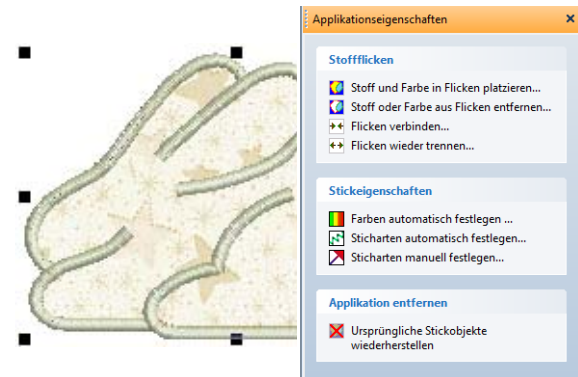 Applikationseigenschaften
Stoffflicken
Stoff und Farbe in Flicken platzieren...
Stoff oder Farbe aus Flicken entfernen...
Flicken verbinden...
Flicken wieder trennen...
Stickeigenschaften
Farben automatisch festlegen ...
Sticharten automatisch festlegen...
Sticharten manuell festlegen...
Applikation entfernen
Ursprüngliche Stickobjekte
wiederherstellen